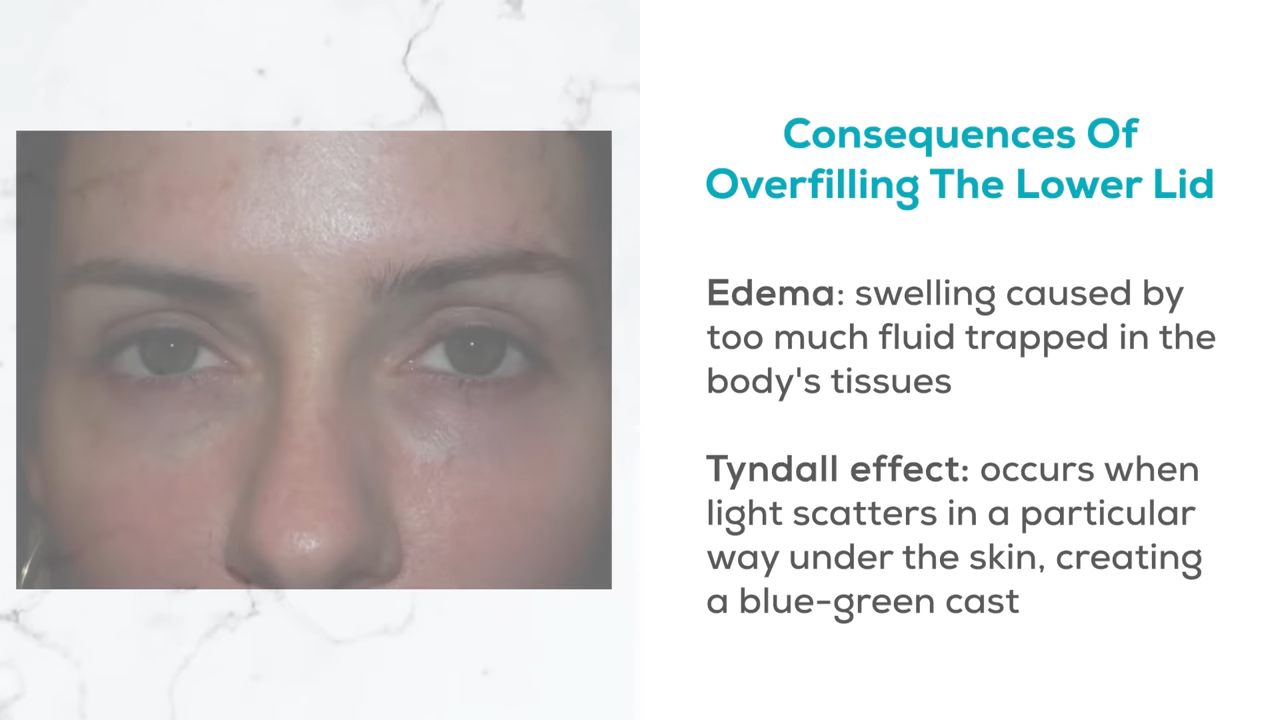 Consequences Of
Overfilling The Lower Lid
Edema: swelling caused by
too much fluid trapped in the
body's tissues
Tyndall effect: occurs when
light scatters in a particular
way under the skin, creating
a blue-green cast